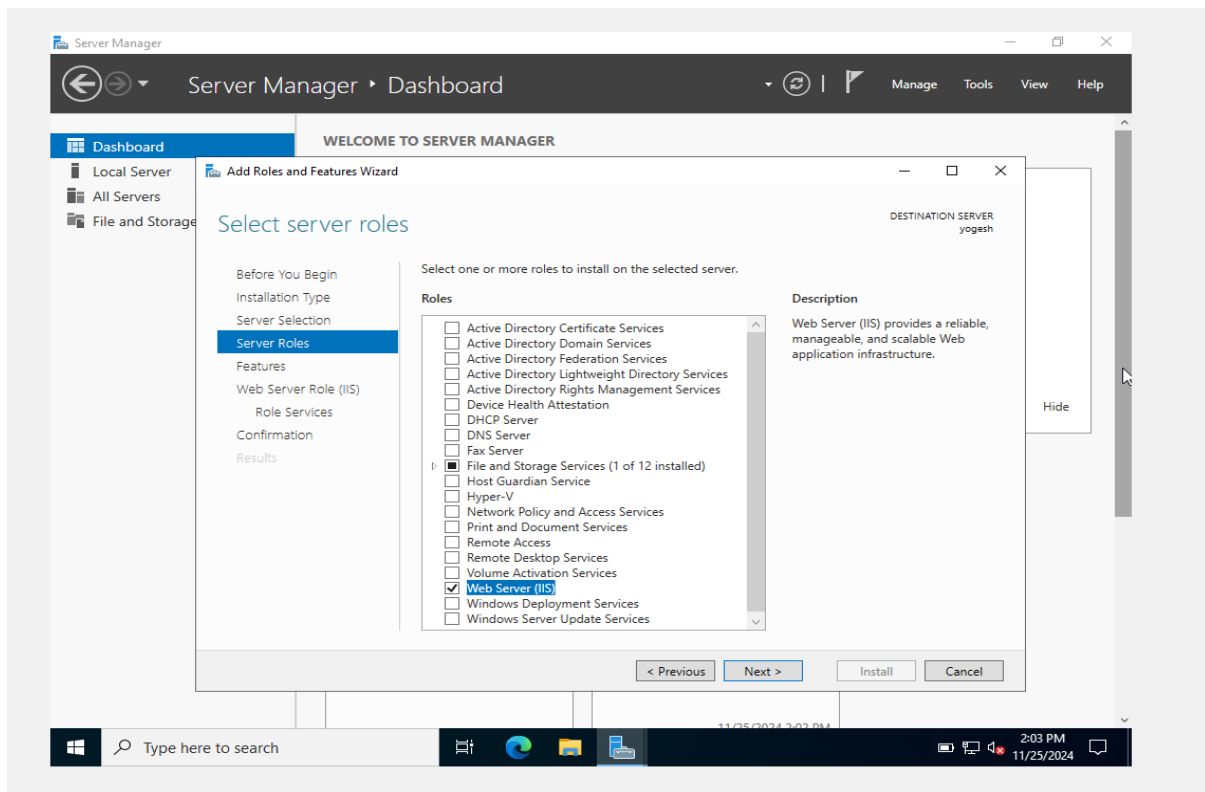 Server Manager
Server Manager ‣ Dashboard
Manage Tools View Help
Dashboard
Local Server
All Servers
File and Storage
WELCOME TO SERVER MANAGER
Hide
Add Roles and Features Wizard
Select server roles
DESTINATION SERVER
yogesh
Before You Begin
Installation Type
Server Selection
Server Roles
Features
Web Server Role (IIS)
Role Services
Confirmation
Results
Select one or more roles to install on the selected server.
Roles
Active Directory Certificate Services
Active Directory Domain Services
Active Directory Federation Services
Active Directory Lightweight Directory Services
Active Directory Rights Management Services
Device Health Attestation
DHCP Server
DNS Server
Fax Server
File and Storage Services (1 of 12 installed)
Host Guardian Service
Hyper-V
Network Policy and Access Services
Print and Document Services
Remote Access
Remote Desktop Services
Volume Activation Services
Web Server (IIS)
Windows Deployment Services
Windows Server Update Services
Description
Web Server (IIS) provides a reliable,
manageable, and scalable Web
application infrastructure.
< Previous Next > Install Cancel
11/25/2024 2:02 PM
Type here to search
2:03 PM
11/25/2024